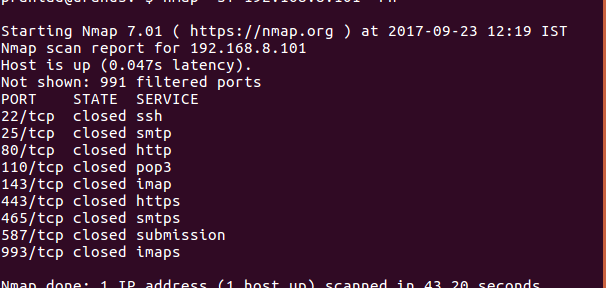 Starting Nmap 7.01 ( https://nmap.org ) at 2017-09-23 12:19 IST
Nmap scan report for 192.168.8.101
Host is up (0.047s latency).
Not shown: 991 filtered ports
PORT    STATE  SERVICE
22/tcp  closed ssh
25/tcp  closed smtp
80/tcp  closed http
110/tcp closed pop3
143/tcp closed imap
443/tcp closed https
465/tcp closed smtps
587/tcp closed submission
993/tcp closed imaps
Nmap done: 1 IP address (1 host up) scanned in 43.20 seconds